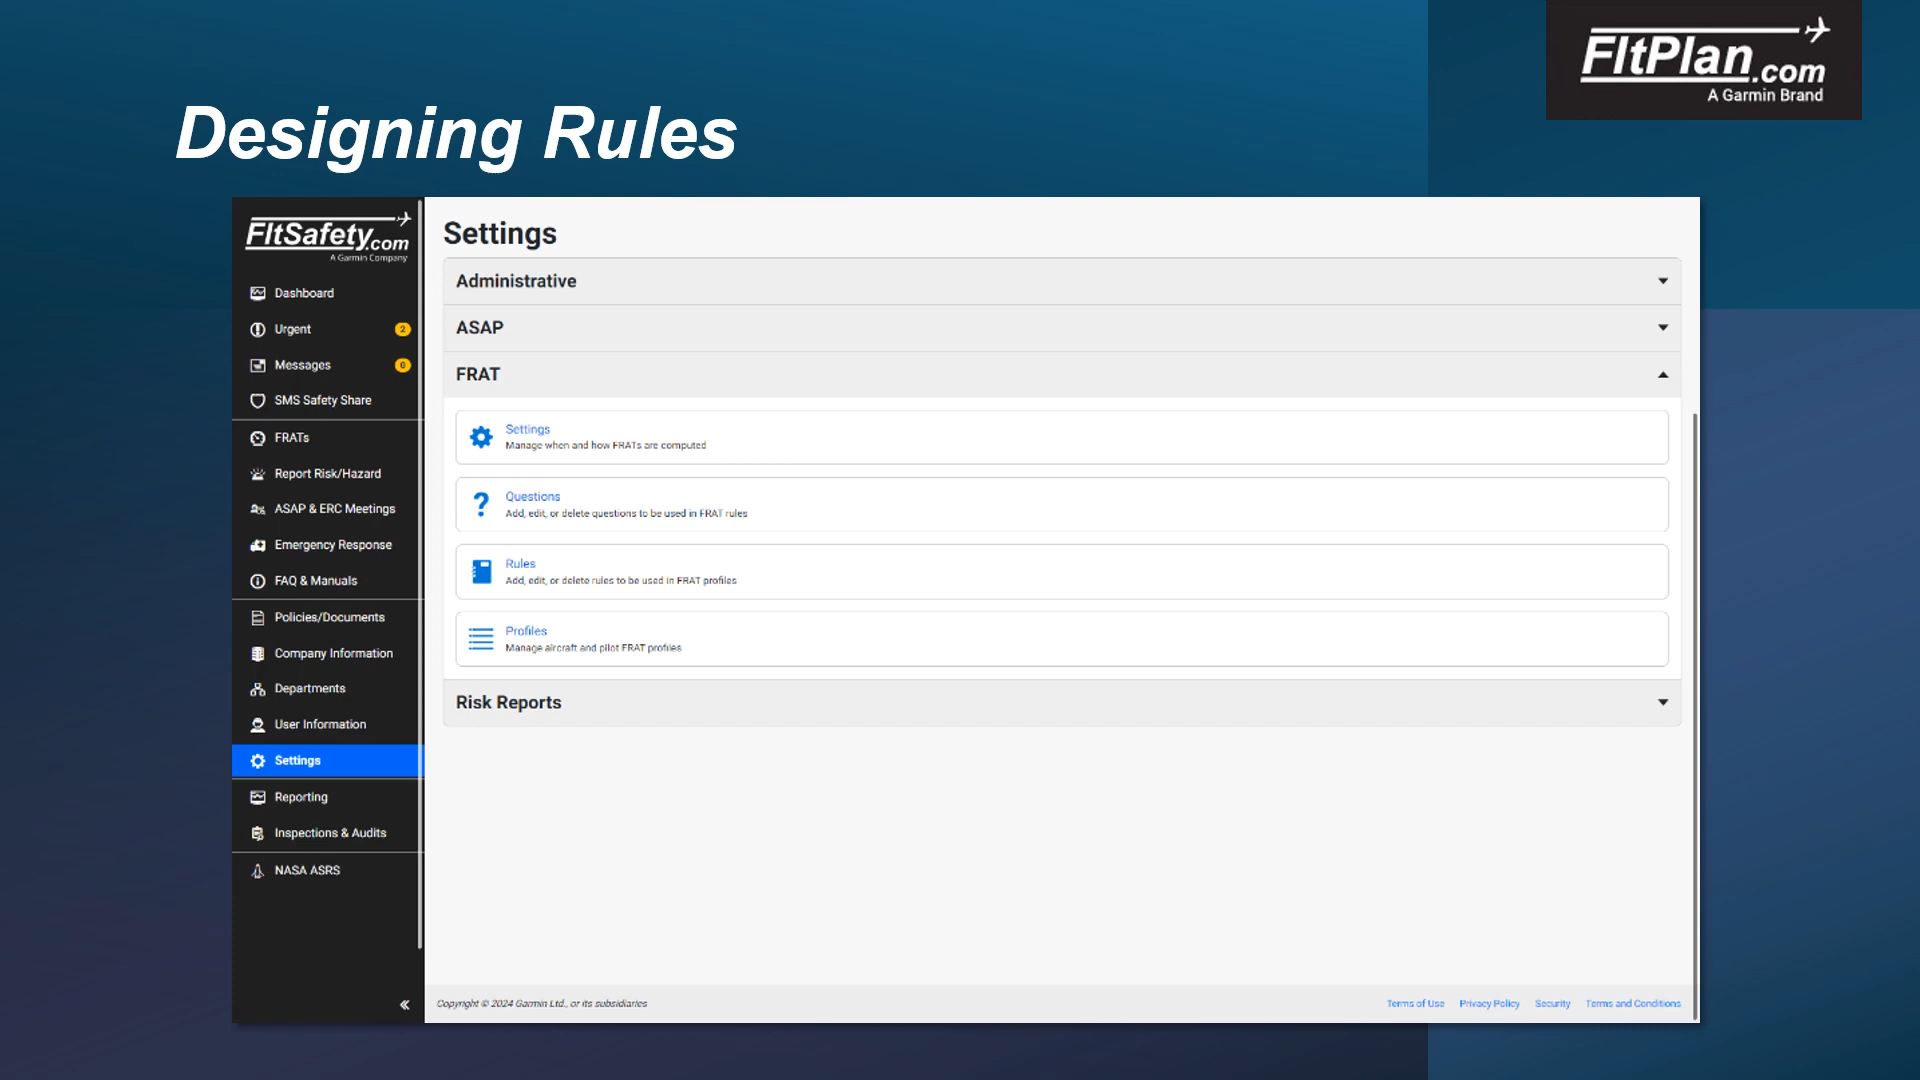 FltPlan.com
A Garmin Brand
Designing Rules
FltSafety.com
A Garmin Company
Dashboard
Urgent 2
Messages 0
SMS Safety Share
FRATs
Report Risk/Hazard
ASAP & ERC Meetings
Emergency Response
FAQ & Manuals
Policies/Documents
Company Information
Departments
User Information
Settings
Reporting
Inspections & Audits
NASA ASRS
Settings
Administrative
ASAP
FRAT
Settings
Manage when and how FRATs are computed
Questions
Add, edit, or delete questions to be used in FRAT rules
Rules
Add, edit, or delete rules to be used in FRAT profiles
Profiles
Manage aircraft and pilot FRAT profiles
Risk Reports
Copyright © 2024 Garmin Ltd., or its subsidiaries
Terms of Use Privacy Policy Security Terms and Conditions